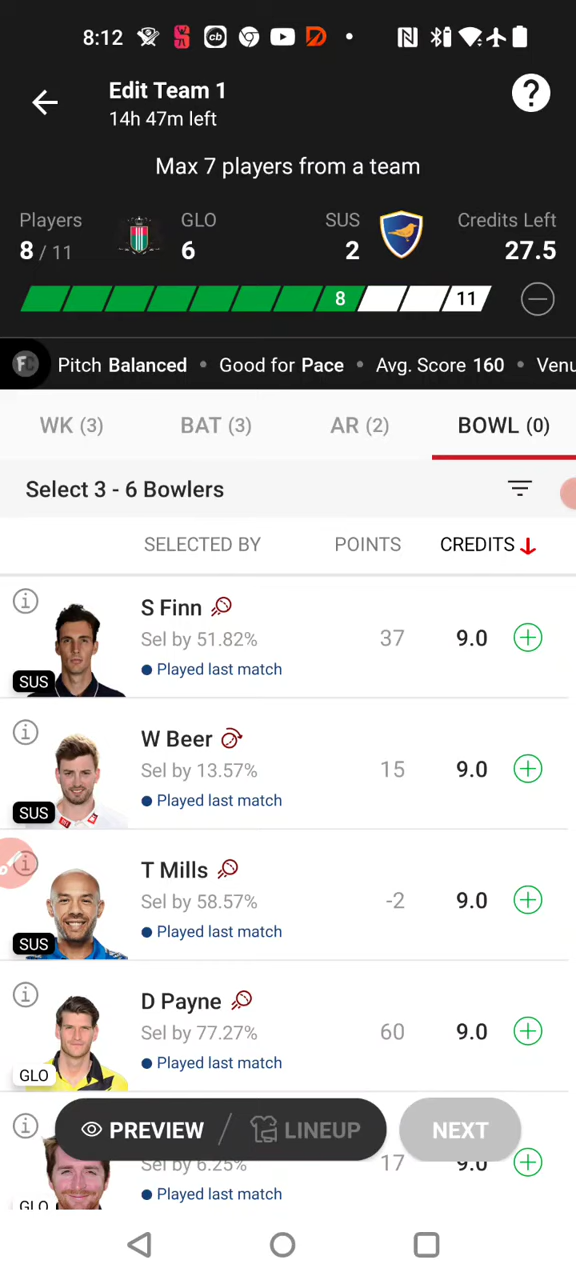 8:12
Edit Team 1
14h 47m left
?
Max 7 players from a team
Players GLO SUS Credits Left
8 / 11 6 2 27.5
8 11
FC Pitch Balanced • Good for Pace • Avg. Score 160 • Venu
WK (3) BAT (3) AR (2) BOWL (0)
Select 3 - 6 Bowlers
SELECTED BY POINTS CREDITS
S Finn
Sel by 51.82% 37 9.0
Played last match
SUS
W Beer
Sel by 13.57% 15 9.0
Played last match
SUS
T Mills
Sel by 58.57% -2 9.0
Played last match
SUS
D Payne
Sel by 77.27% 60 9.0
Played last match
GLO
PREVIEW / LINEUP NEXT
Sel by 6.25% 17 9.0
Played last match
GLO